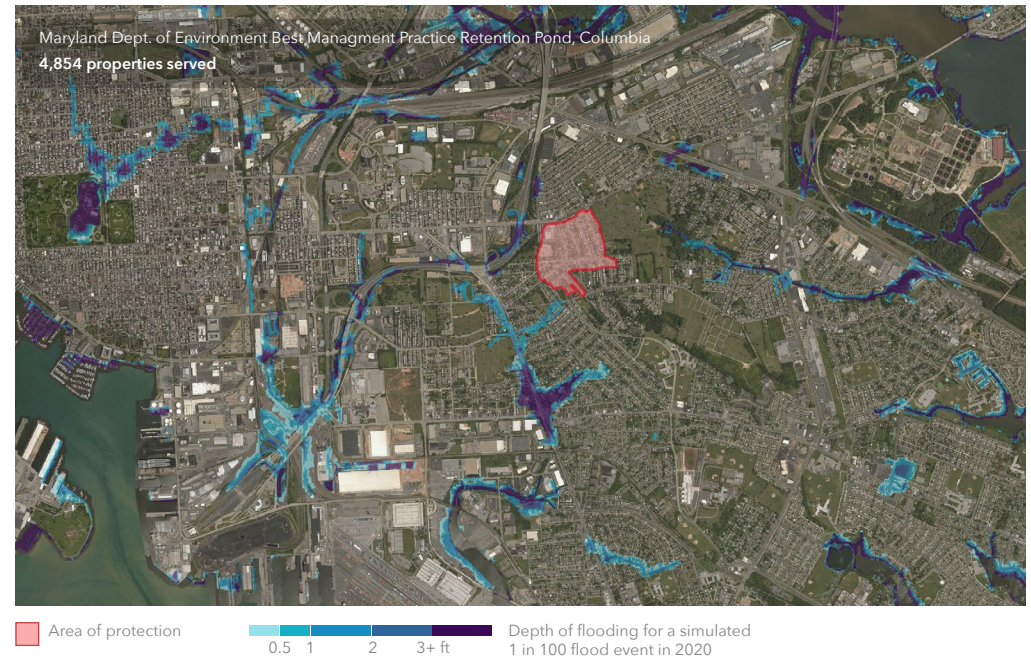 Maryland Dept. of Environment Best Managment Practice Retention Pond, Columbia
4,854 properties served
Area of protection
0.5 1 2 3+ ft
Depth of flooding for a simulated
1 in 100 flood event in 2020